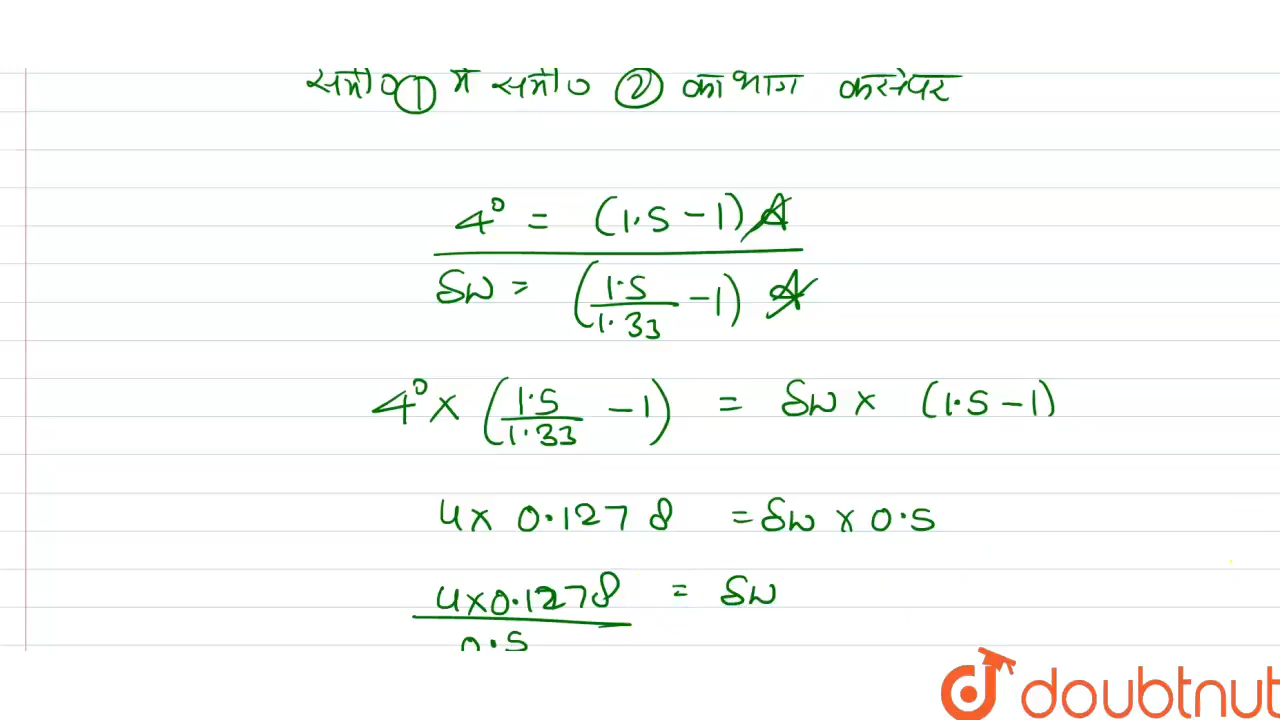 समी० ① में समी० ② का भाग करने पर
4° = (1.5 - 1) A
δw = (1.5/1.33 - 1) A
4° × (1.5/1.33 - 1) = δw × (1.5 - 1)
4 × 0.1278 = δw × 0.5
4 × 0.1278 / 0.5 = δw
doubtnut